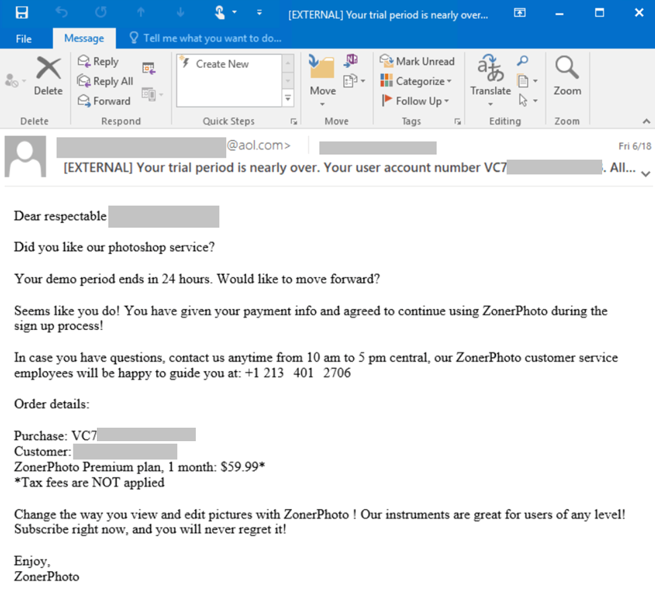 [EXTERNAL] Your trial period is nearly over...
File
Message
Tell me what you want to do...
Delete
Reply
Reply All
Forward
Create New
Move
Mark Unread
Categorize
Follow Up
Translate
Zoom
Delete
Respond
Quick Steps
Move
Tags
Editing
Zoom
@aol.com>
Fri 6/18
[EXTERNAL] Your trial period is nearly over. Your user account number VC7 . All...
Dear respectable
Did you like our photoshop service?
Your demo period ends in 24 hours. Would like to move forward?
Seems like you do! You have given your payment info and agreed to continue using ZonerPhoto during the
sign up process!
In case you have questions, contact us anytime from 10 am to 5 pm central, our ZonerPhoto customer service
employees will be happy to guide you at: +1 213 401 2706
Order details:
Purchase: VC7
Customer:
ZonerPhoto Premium plan, 1 month: $59.99*
*Tax fees are NOT applied
Change the way you view and edit pictures with ZonerPhoto ! Our instruments are great for users of any level!
Subscribe right now, and you will never regret it!
Enjoy,
ZonerPhoto